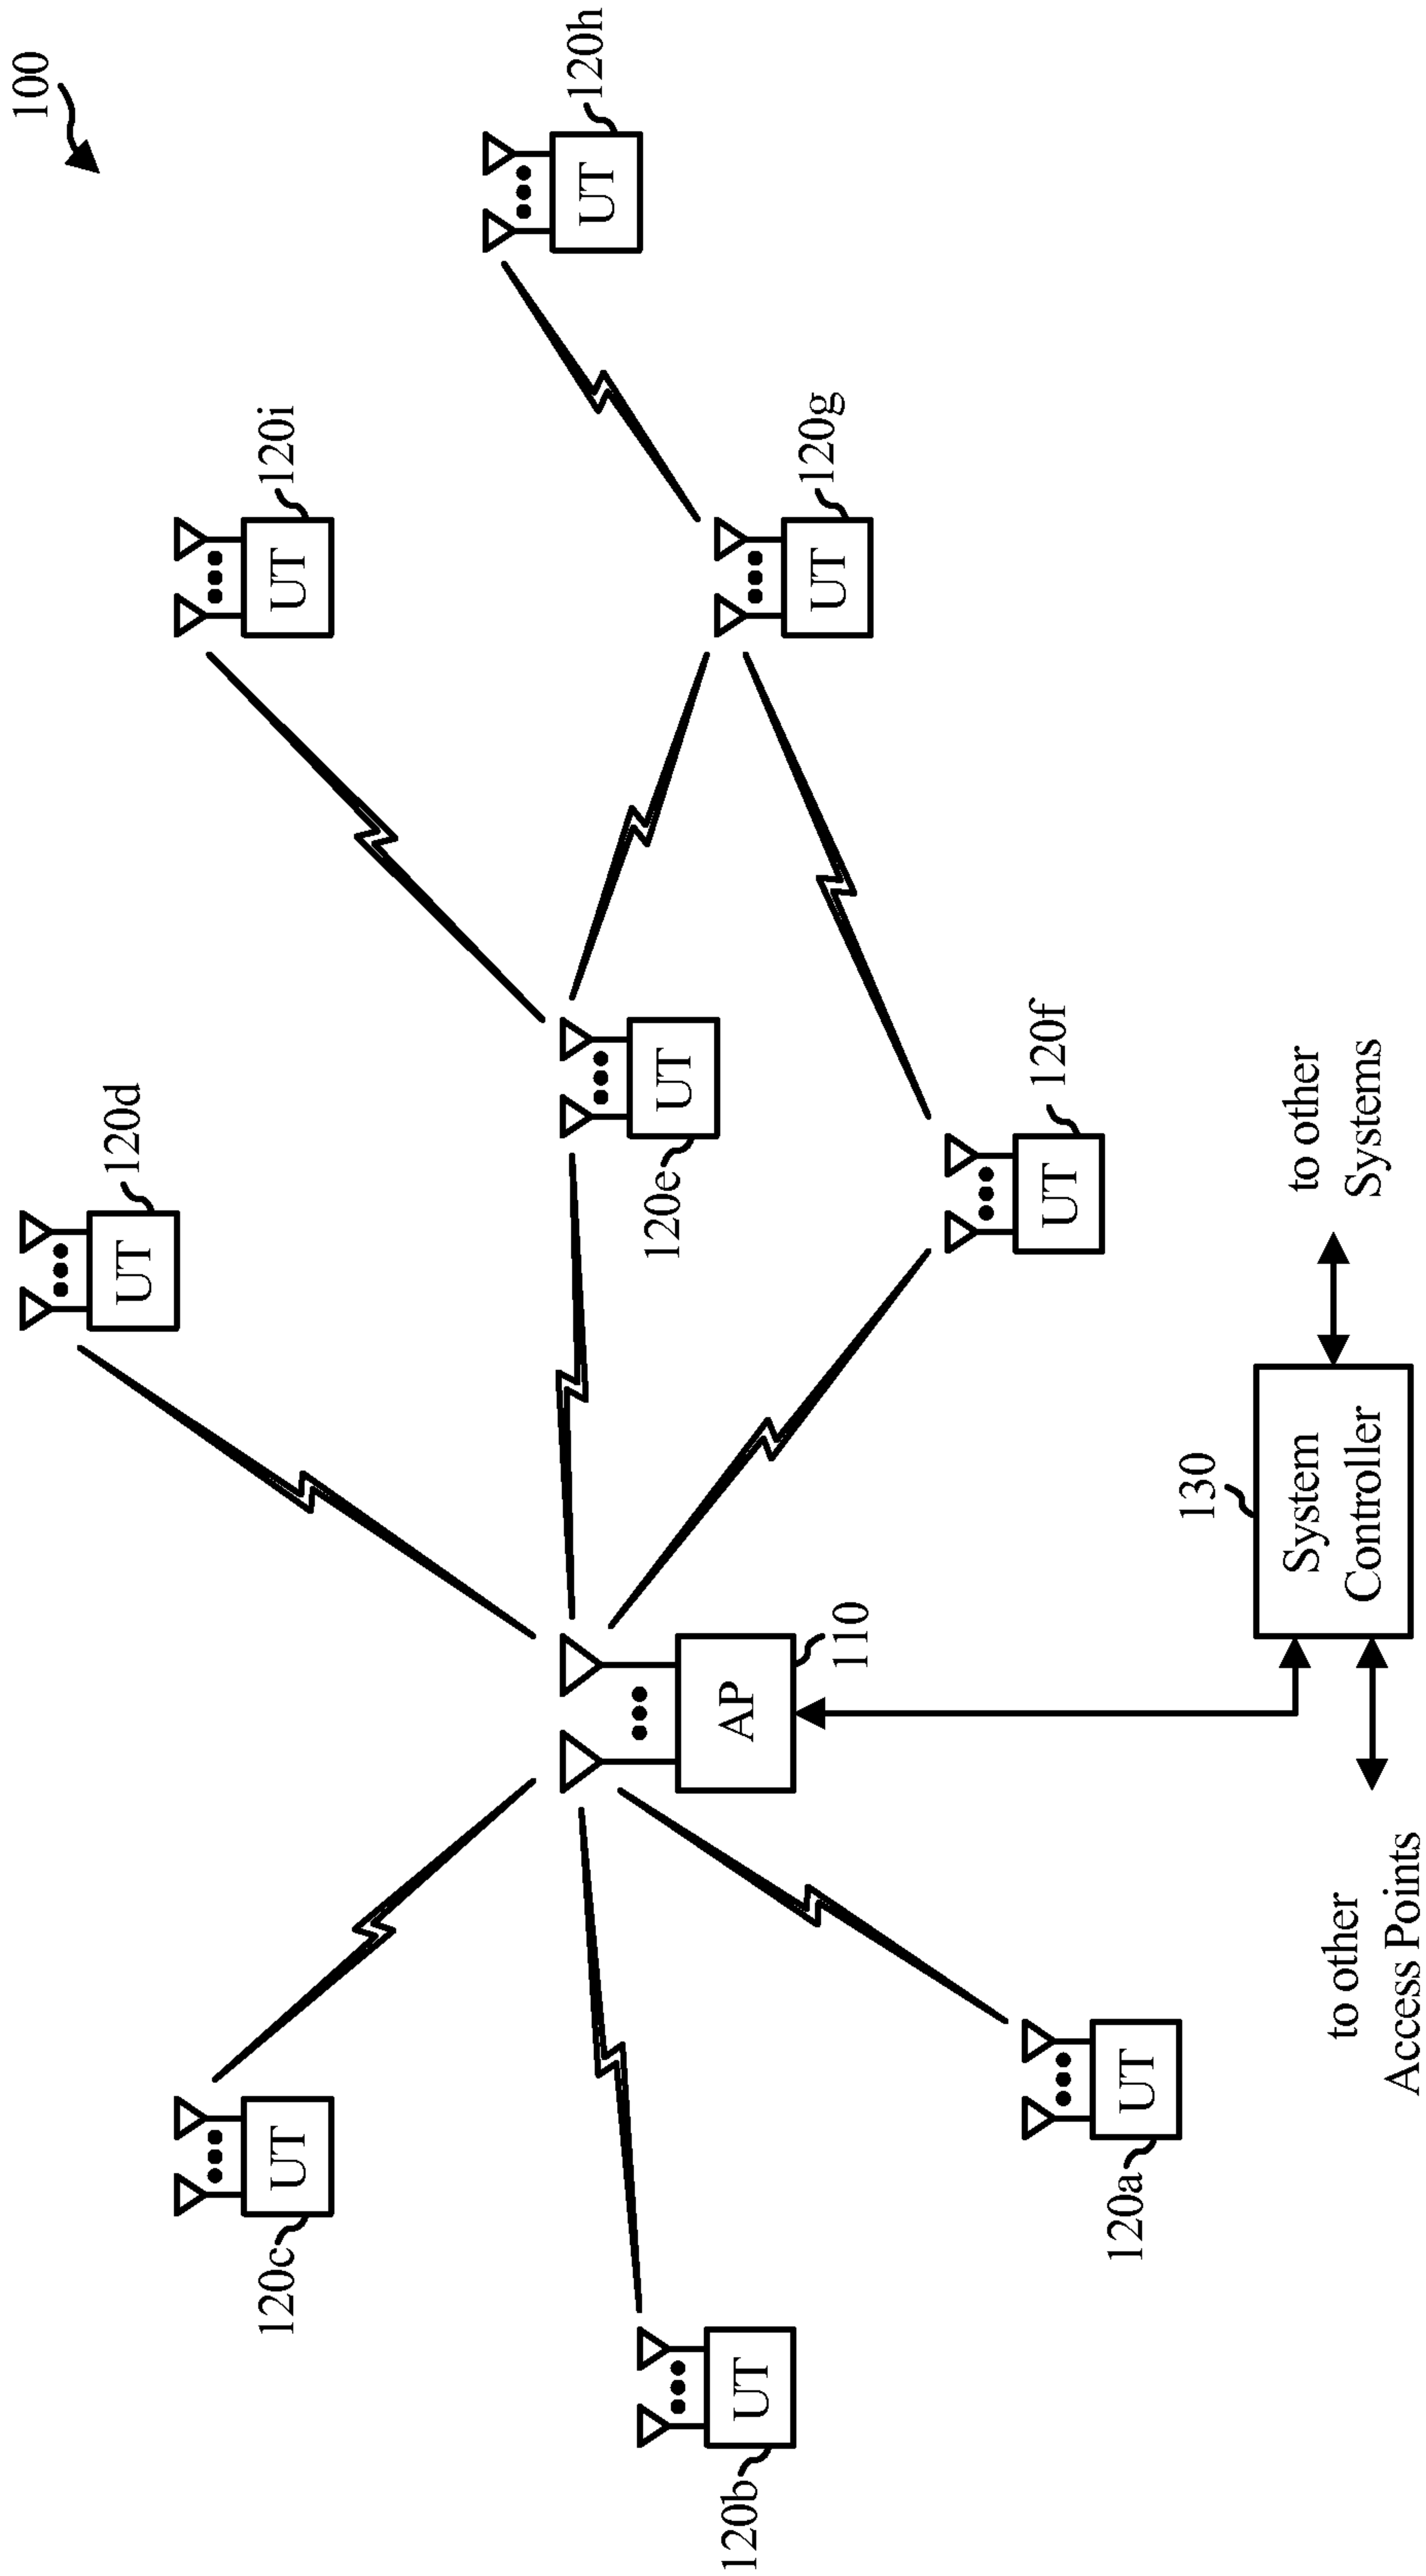 100
UT
120d
UT
120i
UT
120c
UT
120h
UT
120e
UT
120g
AP
110
UT
120b
UT
120f
UT
120a
130
System
Controller
to other
Systems
to other
Access Points